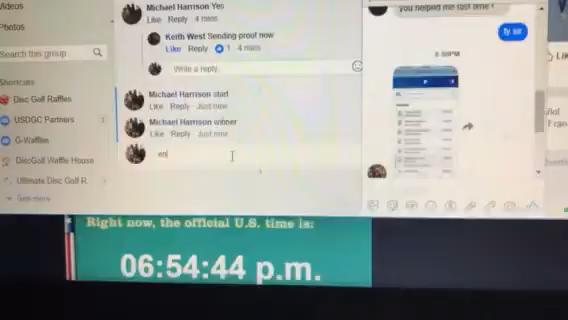 Videos
Photos
Search this group
Shortcuts
Disc Golf Raffles
USDGC Partners
G-Waffles
DiscGolf Waffle House
Ultimate Disc Golf R.
See more
Michael Harrison Yes
Like Reply 4 mins
Keith West Sending proof now
Like Reply 1 4 mins
Write a reply.
Michael Harrison start
Like Reply Just now
Michael Harrison winner
Like Reply Just now
en
you helped me last time !
ty sir
Right now, the official U.S. time is:
06:54:44 p.m.